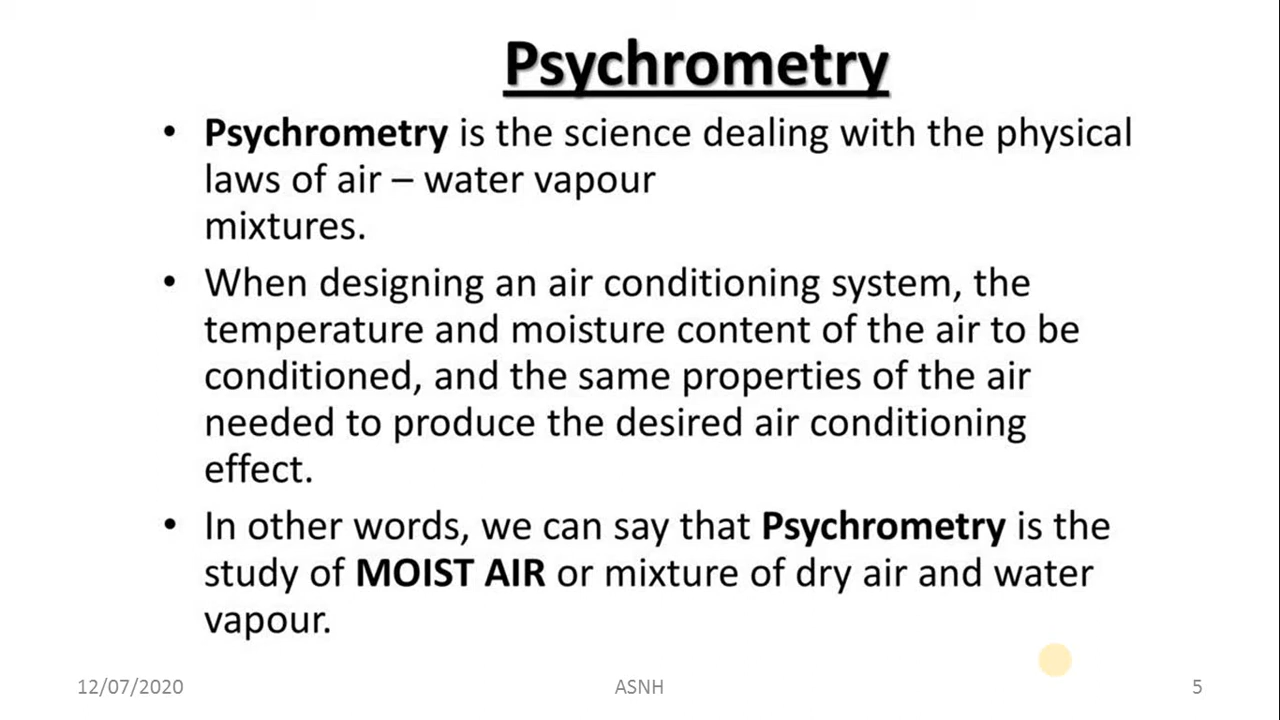 Psychrometry
• Psychrometry is the science dealing with the physical
laws of air – water vapour
mixtures.
• When designing an air conditioning system, the
temperature and moisture content of the air to be
conditioned, and the same properties of the air
needed to produce the desired air conditioning
effect.
• In other words, we can say that Psychrometry is the
study of MOIST AIR or mixture of dry air and water
vapour.
12/07/2020 ASNH 5